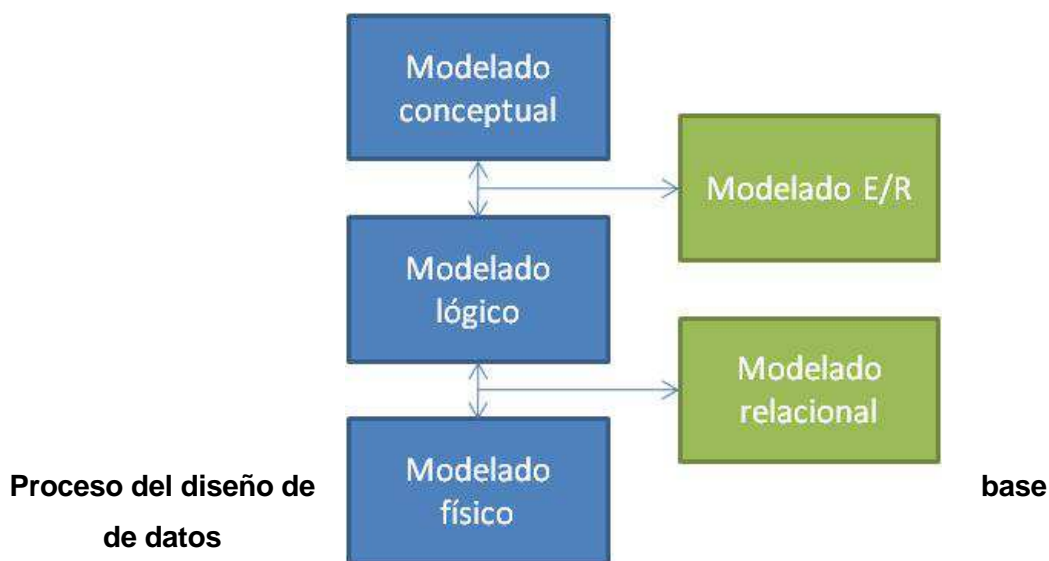 Modelado
conceptual
Modelado E/R
Modelado
lógico
Modelado
relacional
Modelado
físico
Proceso del diseño de base
de datos